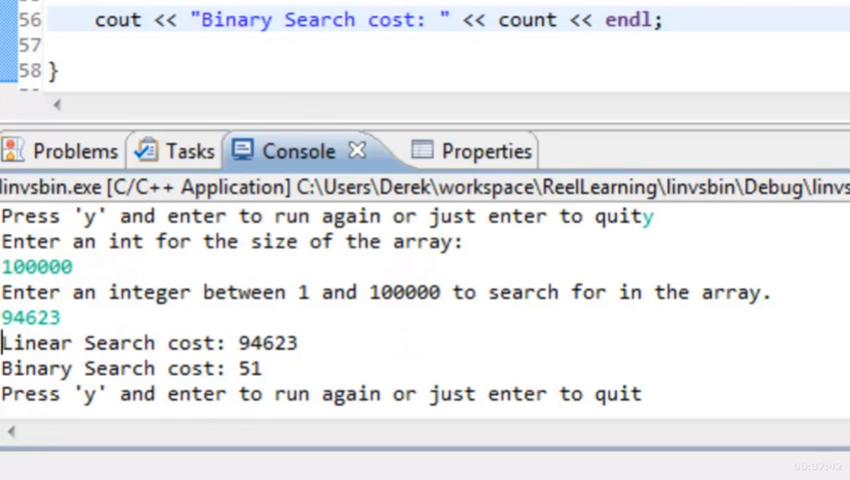 56 cout << "Binary Search cost: " << count << endl;
57
58 }
Problems Tasks Console Properties
linvsbin.exe [C/C++ Application] C:\Users\Derek\workspace\ReelLearning\linvsbin\Debug\linvs
Press 'y' and enter to run again or just enter to quity
Enter an int for the size of the array:
100000
Enter an integer between 1 and 100000 to search for in the array.
94623
Linear Search cost: 94623
Binary Search cost: 51
Press 'y' and enter to run again or just enter to quit